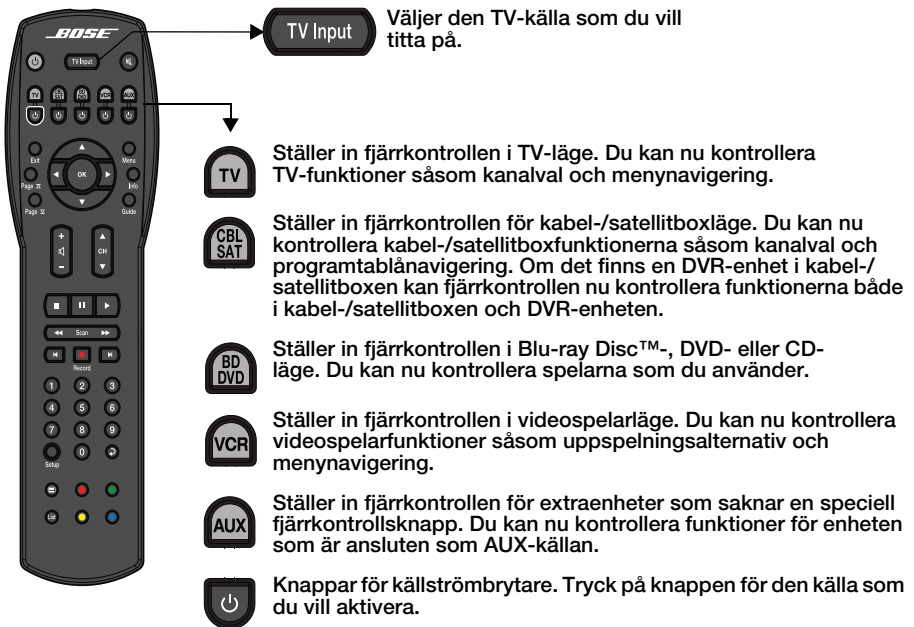 BOSE
TV Input
TV CBL SAT BD DVD VCR AUX
Exit
Menu
OK
Page
Info
Page
Guide
+
CH
-
Scan
Record
1 2 3
4 5 6
7 8 9
0
Setup
List
TV Input
Väljer den TV-källa som du vill
titta på.
TV
Ställer in fjärrkontrollen i TV-läge. Du kan nu kontrollera
TV-funktioner såsom kanalval och menynavigering.
CBL
SAT
Ställer in fjärrkontrollen för kabel-/satellitboxläge. Du kan nu
kontrollera kabel-/satellitboxfunktionerna såsom kanalval och
programtablånavigering. Om det finns en DVR-enhet i kabel-/
satellitboxen kan fjärrkontrollen nu kontrollera funktionerna både
i kabel-/satellitboxen och DVR-enheten.
BD
DVD
Ställer in fjärrkontrollen i Blu-ray Disc™-, DVD- eller CD-
läge. Du kan nu kontrollera spelarna som du använder.
VCR
Ställer in fjärrkontrollen i videospelarläge. Du kan nu kontrollera
videospelarfunktioner såsom uppspelningsalternativ och
menynavigering.
AUX
Ställer in fjärrkontrollen för extraenheter som saknar en speciell
fjärrkontrollsknapp. Du kan nu kontrollera funktioner för enheten
som är ansluten som AUX-källan.
Knappar för källströmbrytare. Tryck på knappen för den källa som
du vill aktivera.